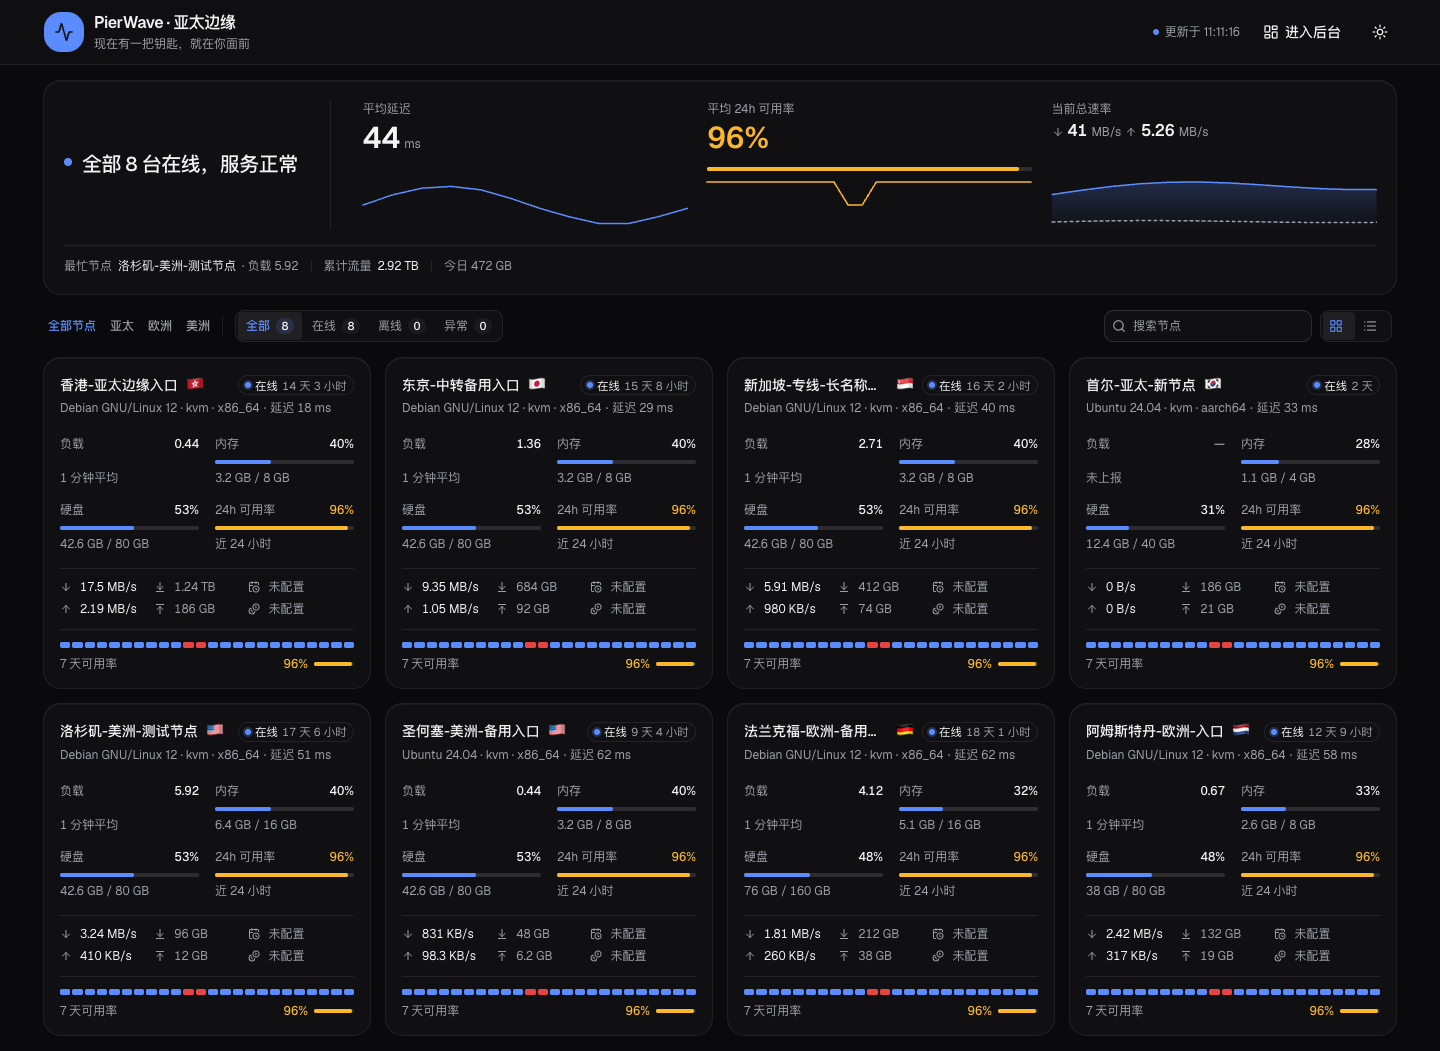 PierWave · 亚太边缘
现在有一把钥匙，就在你面前
更新于 11:11:16
进入后台
全部 8 台在线，服务正常
平均延迟
44 ms
平均 24h 可用率
96%
当前总速率
↓ 41 MB/s ↑ 5.26 MB/s
最忙节点 洛杉矶-美洲-测试节点 · 负载 5.92
累计流量 2.92 TB
今日 472 GB
全部节点 亚太 欧洲 美洲
全部 8 在线 8 离线 0 异常 0
搜索节点
香港-亚太边缘入口 在线 14 天 3 小时
Debian GNU/Linux 12 · kvm · x86_64 · 延迟 18 ms
负载 0.44 内存 40%
1 分钟平均 3.2 GB / 8 GB
硬盘 53% 24h 可用率 96%
42.6 GB / 80 GB 近 24 小时
↓ 17.5 MB/s 1.24 TB 未配置
↑ 2.19 MB/s 186 GB 未配置
7 天可用率 96%
东京-中转备用入口 在线 15 天 8 小时
Debian GNU/Linux 12 · kvm · x86_64 · 延迟 29 ms
负载 1.36 内存 40%
1 分钟平均 3.2 GB / 8 GB
硬盘 53% 24h 可用率 96%
42.6 GB / 80 GB 近 24 小时
↓ 9.35 MB/s 684 GB 未配置
↑ 1.05 MB/s 92 GB 未配置
7 天可用率 96%
新加坡-专线-长名称... 在线 16 天 2 小时
Debian GNU/Linux 12 · kvm · x86_64 · 延迟 40 ms
负载 2.71 内存 40%
1 分钟平均 3.2 GB / 8 GB
硬盘 53% 24h 可用率 96%
42.6 GB / 80 GB 近 24 小时
↓ 5.91 MB/s 412 GB 未配置
↑ 980 KB/s 74 GB 未配置
7 天可用率 96%
首尔-亚太-新节点 在线 2 天
Ubuntu 24.04 · kvm · aarch64 · 延迟 33 ms
负载 — 内存 28%
未上报 1.1 GB / 4 GB
硬盘 31% 24h 可用率 96%
12.4 GB / 40 GB 近 24 小时
↓ 0 B/s 186 GB 未配置
↑ 0 B/s 21 GB 未配置
7 天可用率 96%
洛杉矶-美洲-测试节点 在线 17 天 6 小时
Debian GNU/Linux 12 · kvm · x86_64 · 延迟 51 ms
负载 5.92 内存 40%
1 分钟平均 6.4 GB / 16 GB
硬盘 53% 24h 可用率 96%
42.6 GB / 80 GB 近 24 小时
↓ 3.24 MB/s 96 GB 未配置
↑ 410 KB/s 12 GB 未配置
7 天可用率 96%
圣何塞-美洲-备用入口 在线 9 天 4 小时
Ubuntu 24.04 · kvm · x86_64 · 延迟 62 ms
负载 0.44 内存 40%
1 分钟平均 3.2 GB / 8 GB
硬盘 53% 24h 可用率 96%
42.6 GB / 80 GB 近 24 小时
↓ 831 KB/s 48 GB 未配置
↑ 98.3 KB/s 6.2 GB 未配置
7 天可用率 96%
法兰克福-欧洲-备用... 在线 18 天 1 小时
Debian GNU/Linux 12 · kvm · x86_64 · 延迟 62 ms
负载 4.12 内存 32%
1 分钟平均 5.1 GB / 16 GB
硬盘 48% 24h 可用率 96%
76 GB / 160 GB 近 24 小时
↓ 1.81 MB/s 212 GB 未配置
↑ 260 KB/s 38 GB 未配置
7 天可用率 96%
阿姆斯特丹-欧洲-入口 在线 12 天 9 小时
Debian GNU/Linux 12 · kvm · x86_64 · 延迟 58 ms
负载 0.67 内存 33%
1 分钟平均 2.6 GB / 8 GB
硬盘 48% 24h 可用率 96%
38 GB / 80 GB 近 24 小时
↓ 2.42 MB/s 132 GB 未配置
↑ 317 KB/s 19 GB 未配置
7 天可用率 96%